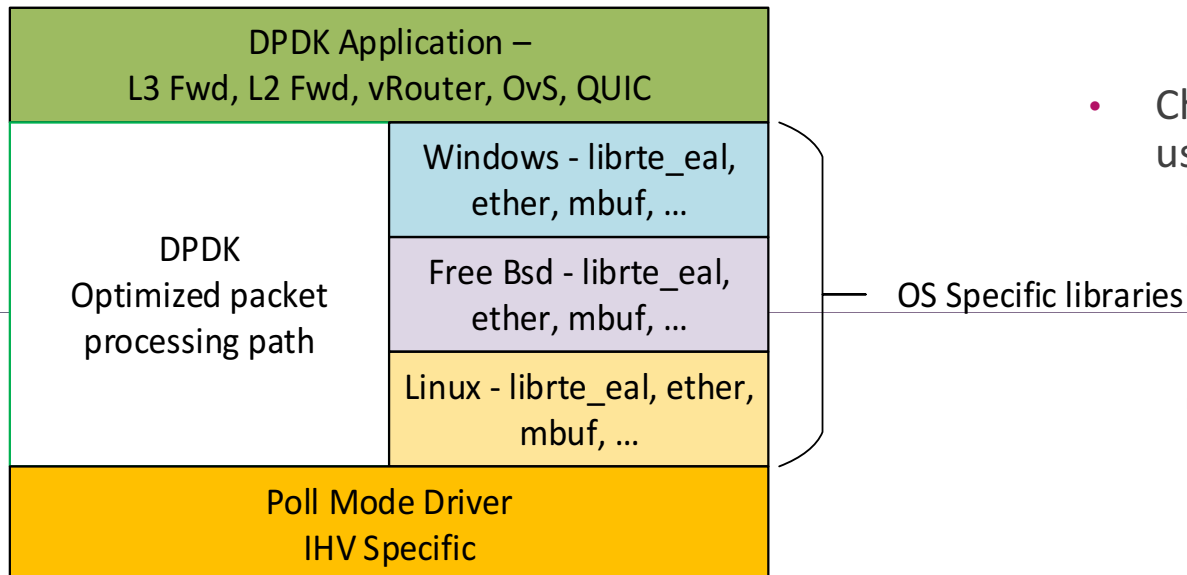 DPDK Application –
L3 Fwd, L2 Fwd, vRouter, OvS, QUIC
DPDK
Optimized packet
processing path
Windows - librte_eal,
ether, mbuf, ...
Free Bsd - librte_eal,
ether, mbuf, ...
Linux - librte_eal, ether,
mbuf, ...
OS Specific libraries
Poll Mode Driver
IHV Specific